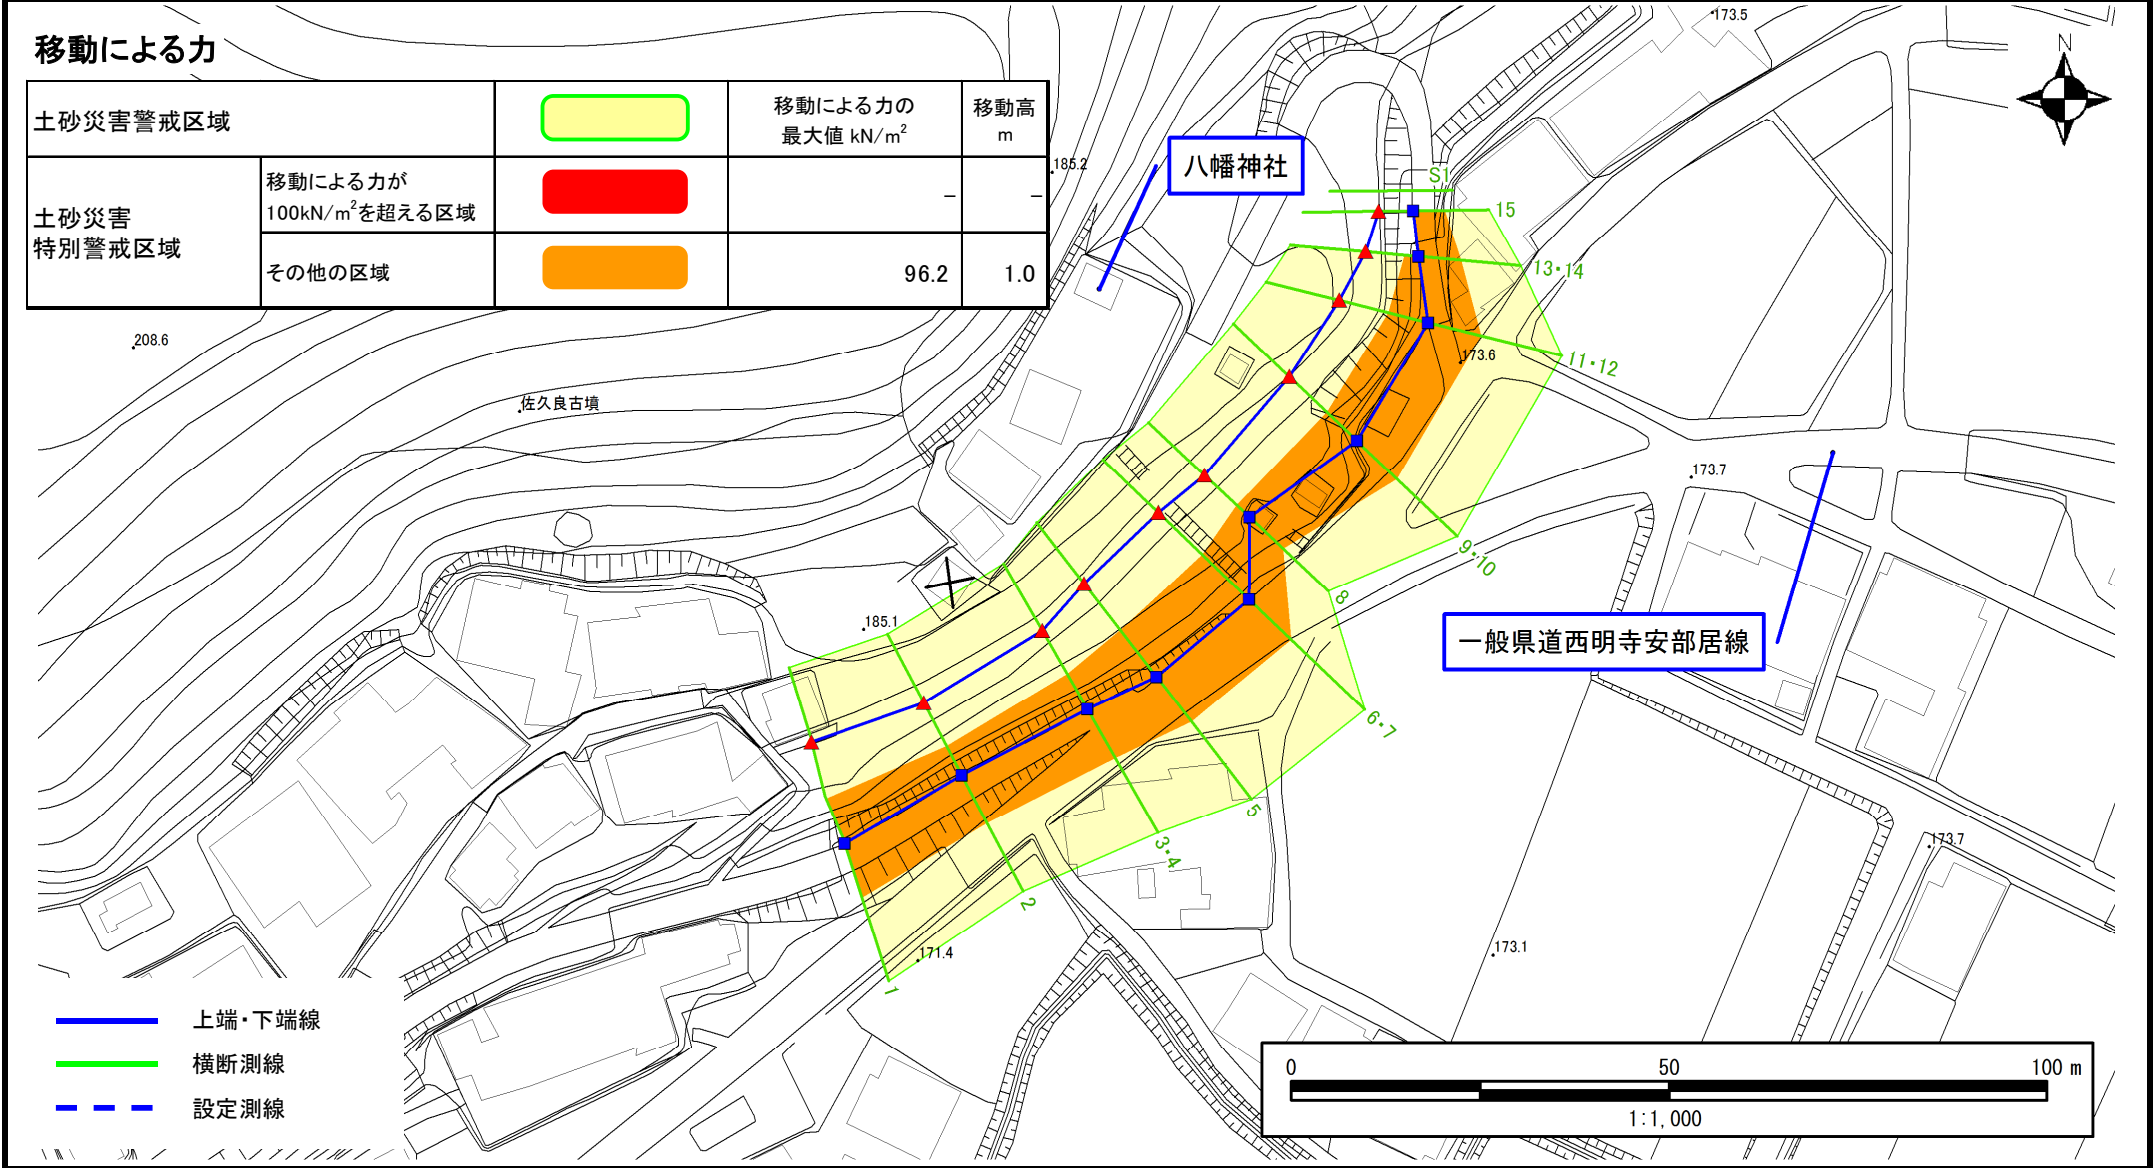 移動による力
土砂災害警戒区域
移動による力の
最大値 kN/m²
移動高
m
土砂災害
特別警戒区域
移動による力が
100kN/m²を超える区域
－
－
その他の区域
96.2
1.0
N
173.5
185.2
八幡神社
S1
15
13・14
11・12
173.6
208.6
佐久良古墳
173.7
9・10
8
185.1
一般県道西明寺安部居線
6・7
5
3・4
2
1
173.7
171.4
173.1
上端・下端線
横断測線
設定測線
0 50 100 m
1:1,000